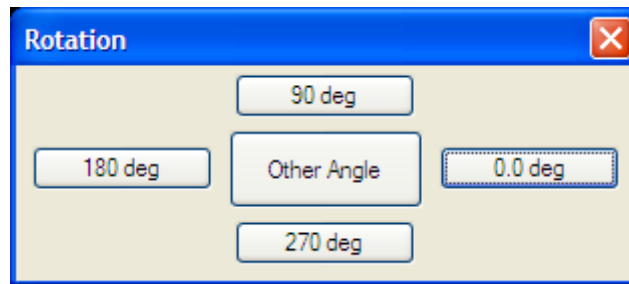 Rotation
90 deg
180 deg
Other Angle
0.0 deg
270 deg